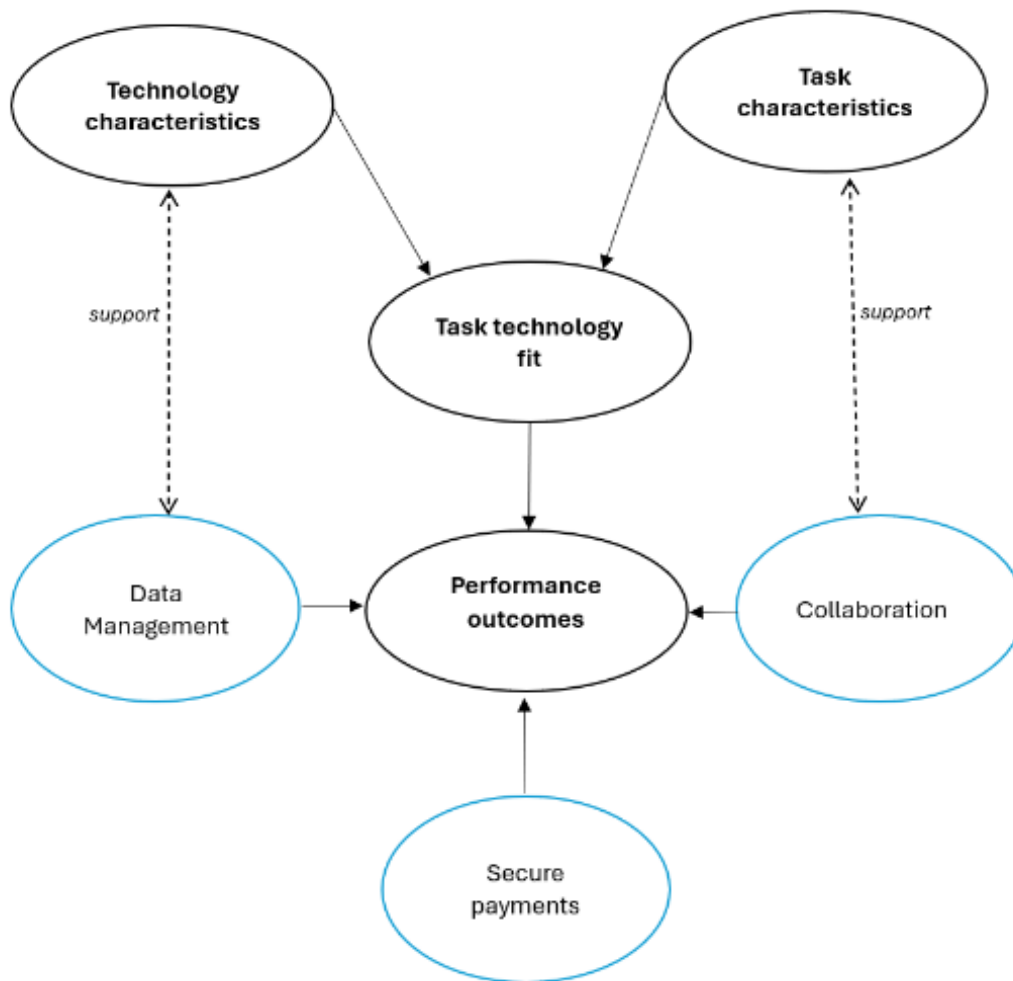 Technology
characteristics
Task
characteristics
support
Task technology
fit
support
Data
Management
Performance
outcomes
Collaboration
Secure
payments